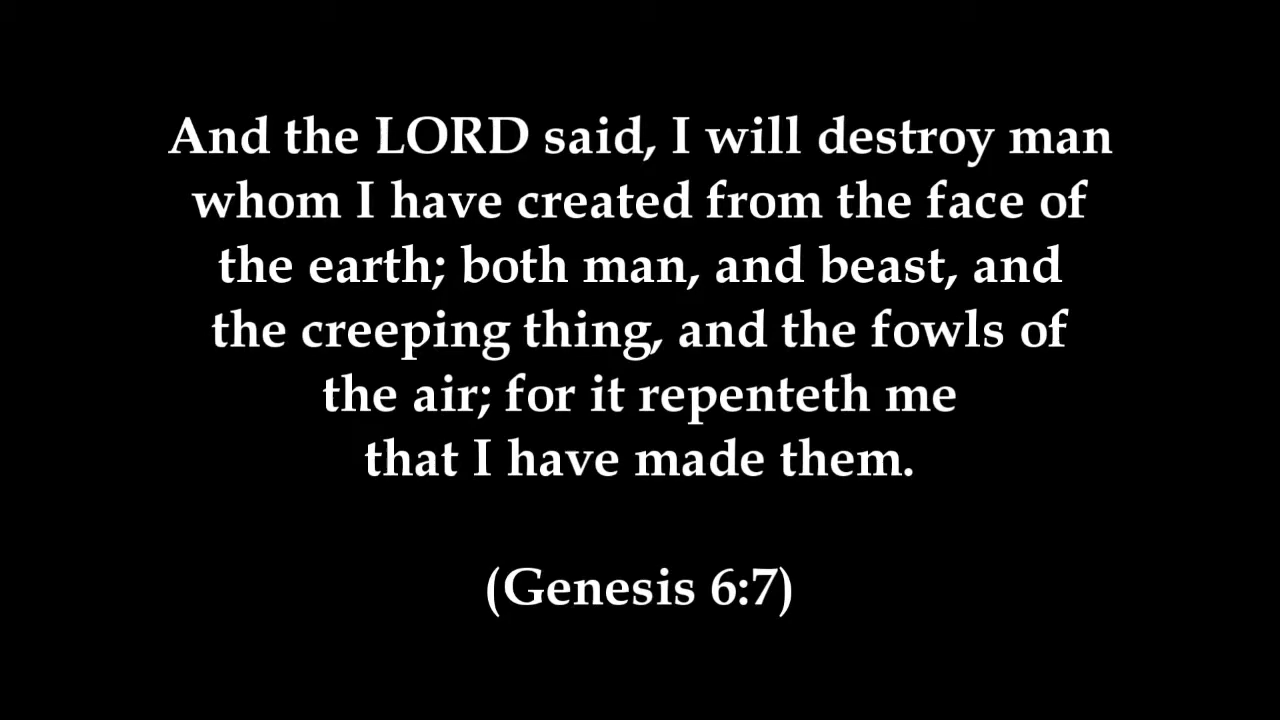 And the LORD said, I will destroy man
whom I have created from the face of
the earth; both man, and beast, and
the creeping thing, and the fowls of
the air; for it repenteth me
that I have made them.
(Genesis 6:7)